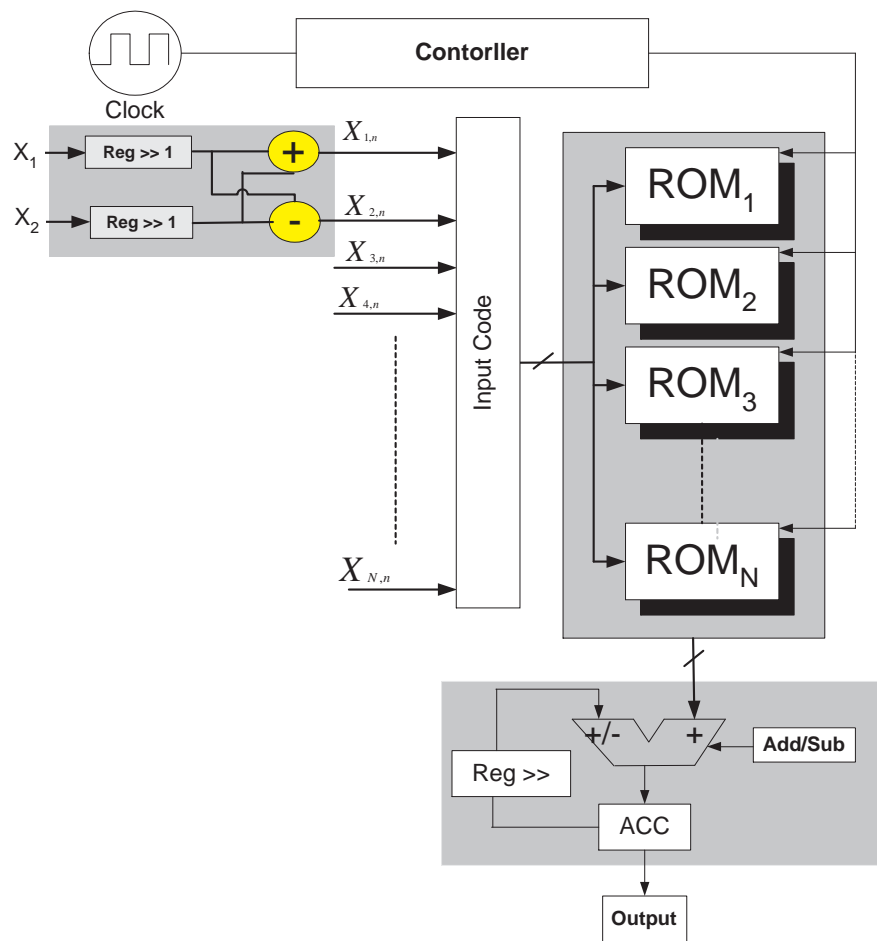 Contorller
Clock
X1
Reg >> 1
X2
Reg >> 1
+
-
X1,n
X2,n
X3,n
X4,n
XN,n
Input Code
ROM1
ROM2
ROM3
ROMN
+/-
+
Add/Sub
Reg >>
ACC
Output